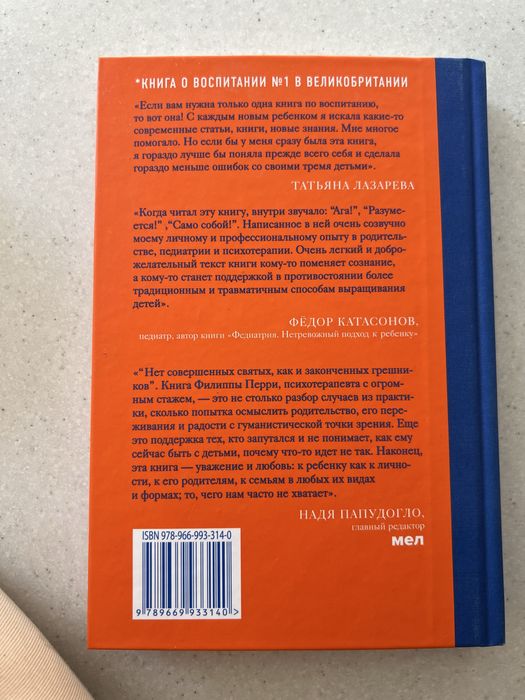 *КНИГА О ВОСПИТАНИИ №1 В ВЕЛИКОБРИТАНИИ
«Если вам нужна только одна книга по воспитанию,
то вот она! С каждым новым ребенком я искала какие-то
современные статьи, книги, новые знания. Мне многое
помогало. Но если бы у меня сразу была эта книга,
я гораздо лучше бы поняла прежде всего себя и сделала
гораздо меньше ошибок со своими тремя детьми».
ТАТЬЯНА ЛАЗАРЕВА
«Когда читал эту книгу, внутри звучало: “Ага!”, “Разуме-
ется!” ,“Само собой!”. Написанное в ней очень созвучно
моему личному и профессиональному опыту в родитель-
стве, педиатрии и психотерапии. Очень легкий и добро-
желательный текст книги кому-то поменяет сознание,
а кому-то станет поддержкой в противостоянии более
традиционным и травматичным способам выращивания
детей».
ФЁДОР КАТАСОНОВ,
педиатр, автор книги «Федиатрия. Нетревожный подход к ребенку»
«“Нет совершенных святых, как и законченных грешни-
ков”. Книга Филиппы Перри, психотерапевта с огром-
ным стажем, — это не столько разбор случаев из практи-
ки, сколько попытка осмыслить родительство, его пере-
живания и радости с гуманистической точки зрения. Еще
это поддержка тех, кто запутался и не понимает, как ему
сейчас быть с детьми, почему что-то идет не так. Наконец,
эта книга — уважение и любовь: к ребенку как к лично-
сти, к его родителям, к семьям в любых их видах
и формах; то, чего нам часто не хватает».
НАДЯ ПАПУДОГЛО,
главный редактор
мел
ISBN 978-966-993-314-0
9 789669 933140 >